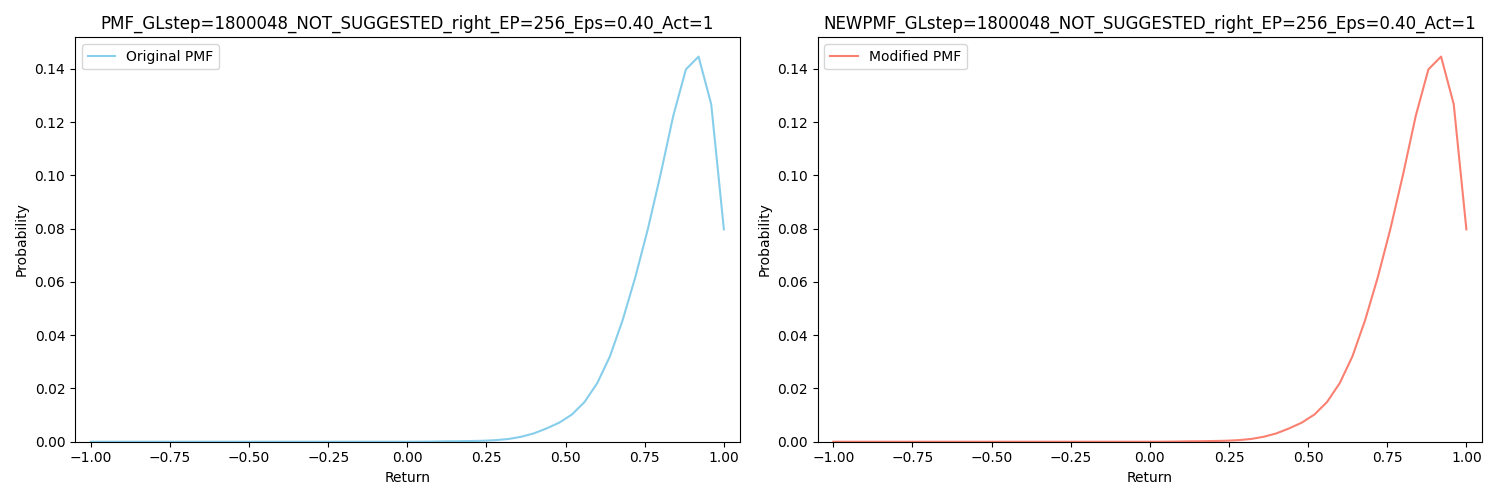 PMF_GLstep=1800048_NOT_SUGGESTED_right_EP=256_Eps=0.40_Act=1
Original PMF
Probability
0.14
0.12
0.10
0.08
0.06
0.04
0.02
0.00
−1.00 −0.75 −0.50 −0.25 0.00 0.25 0.50 0.75 1.00
Return
NEWPMF_GLstep=1800048_NOT_SUGGESTED_right_EP=256_Eps=0.40_Act=1
Modified PMF
Probability
0.14
0.12
0.10
0.08
0.06
0.04
0.02
0.00
−1.00 −0.75 −0.50 −0.25 0.00 0.25 0.50 0.75 1.00
Return